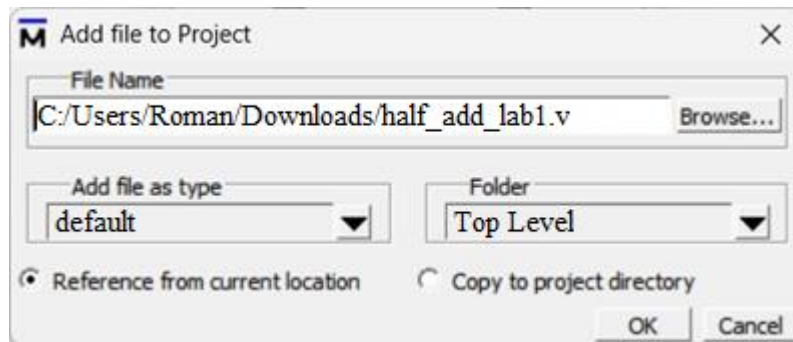 M Add file to Project
File Name
C:/Users/Roman/Downloads/half_add_lab1.v Browse...
Add file as type Folder
default Top Level
Reference from current location Copy to project directory
OK Cancel